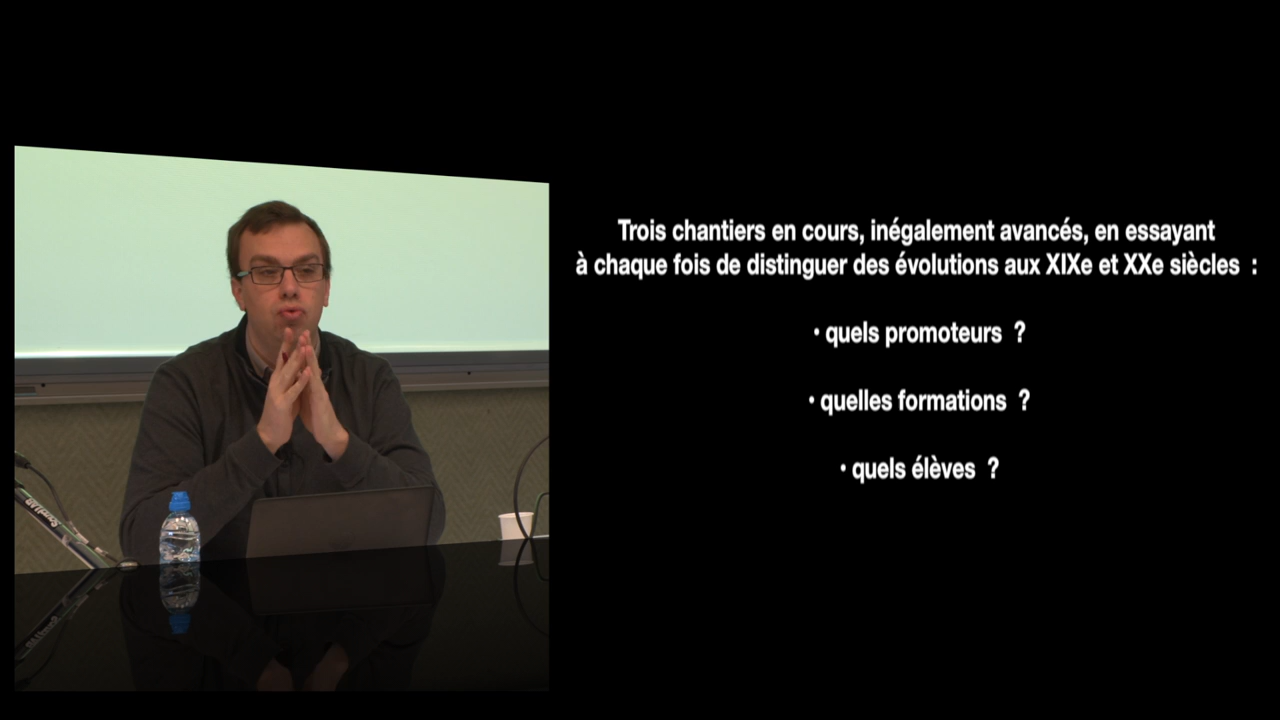 Trois chantiers en cours, inégalement avancés, en essayant
à chaque fois de distinguer des évolutions aux XIXe et XXe siècles :
• quels promoteurs ?
• quelles formations ?
• quels élèves ?